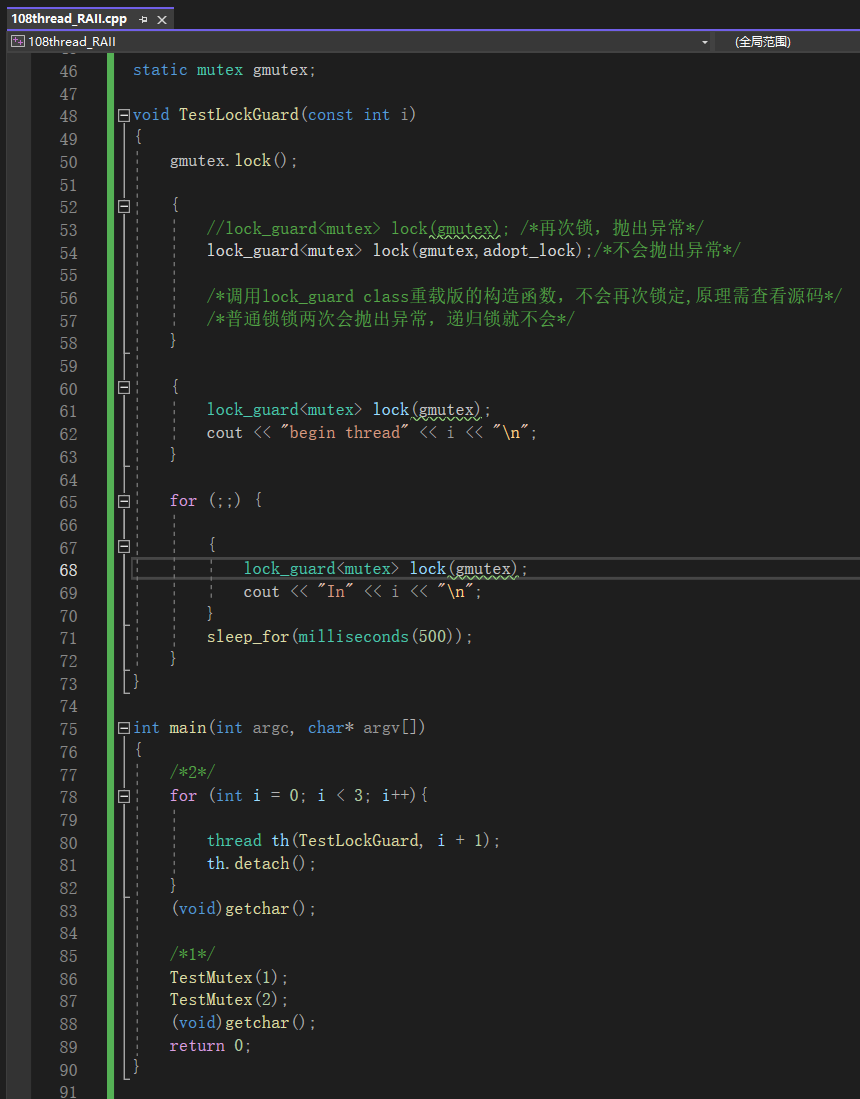 108thread_RAII.cpp
108thread_RAII (全局范围)
46 static mutex gmutex;
47
48 void TestLockGuard(const int i)
49 {
50 gmutex.lock();
51
52 {
53 //lock_guard<mutex> lock(gmutex); /*再次锁，抛出异常*/
54 lock_guard<mutex> lock(gmutex,adopt_lock);/*不会抛出异常*/
55
56 /*调用lock_guard class重载版的构造函数，不会再次锁定,原理需查看源码*/
57 /*普通锁锁两次会抛出异常，递归锁就不会*/
58 }
59
60 {
61 lock_guard<mutex> lock(gmutex);
62 cout << "begin thread" << i << "\n";
63 }
64
65 for (;;) {
66
67 {
68 lock_guard<mutex> lock(gmutex);
69 cout << "In" << i << "\n";
70 }
71 sleep_for(milliseconds(500));
72 }
73 }
74
75 int main(int argc, char* argv[])
76 {
77 /*2*/
78 for (int i = 0; i < 3; i++){
79
80 thread th(TestLockGuard, i + 1);
81 th.detach();
82 }
83 (void)getchar();
84
85 /*1*/
86 TestMutex(1);
87 TestMutex(2);
88 (void)getchar();
89 return 0;
90 }
91